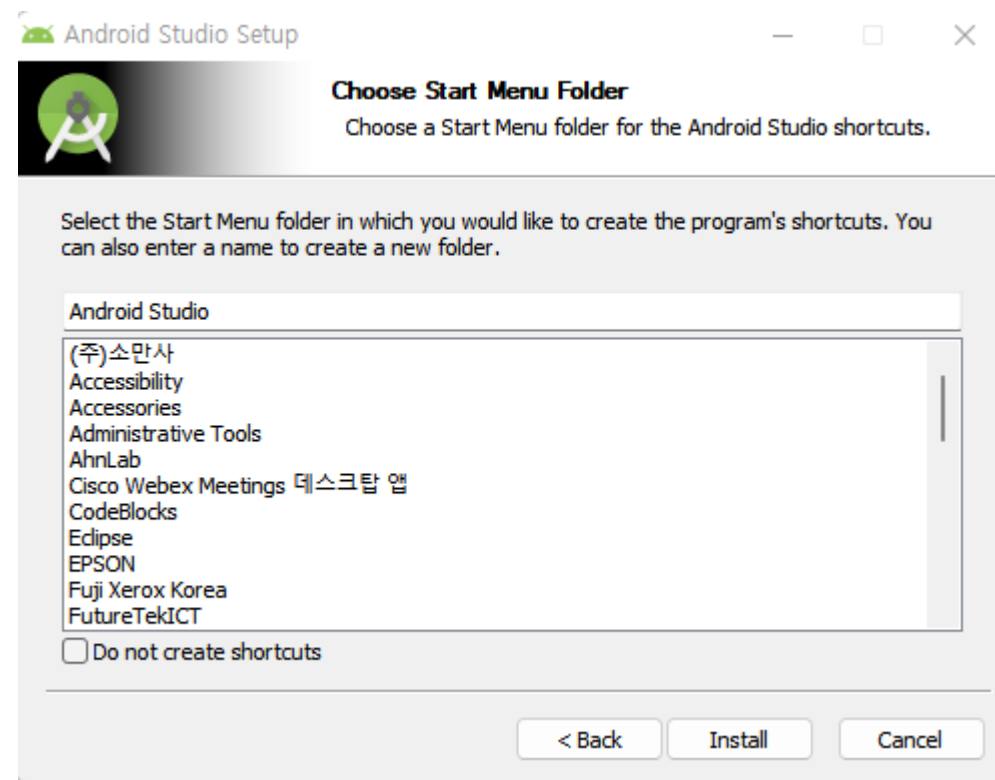 Android Studio Setup
Choose Start Menu Folder
Choose a Start Menu folder for the Android Studio shortcuts.
Select the Start Menu folder in which you would like to create the program's shortcuts. You
can also enter a name to create a new folder.
Android Studio
(주)소만사
Accessibility
Accessories
Administrative Tools
AhnLab
Cisco Webex Meetings 데스크탑 앱
CodeBlocks
Eclipse
EPSON
Fuji Xerox Korea
FutureTekICT
Do not create shortcuts
< Back Install Cancel